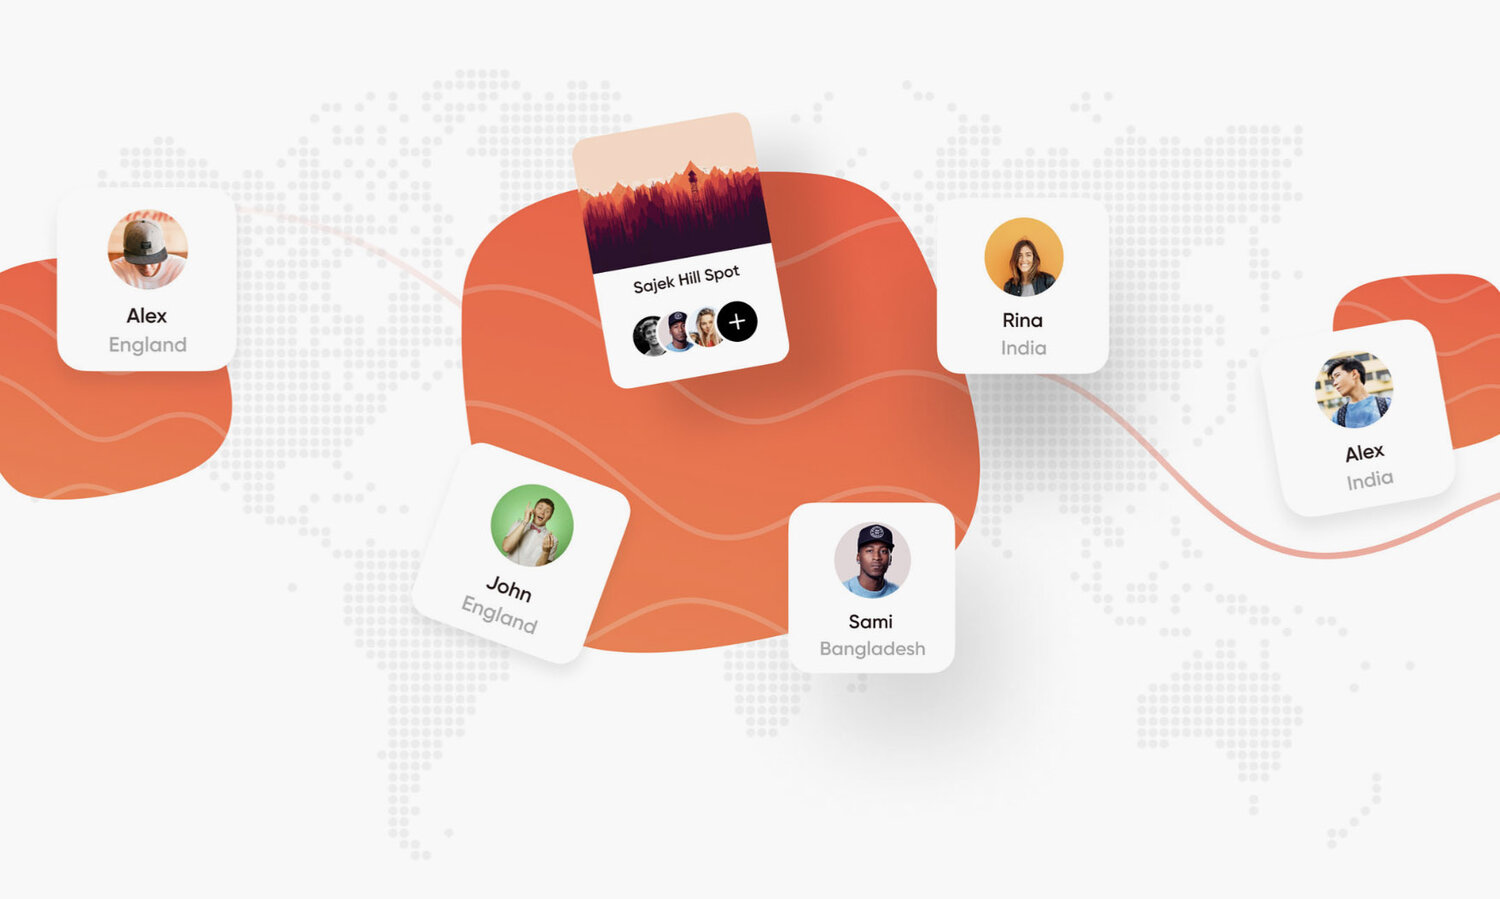 Sajek Hill Spot
Alex
England
Rina
India
Alex
India
John
England
Sami
Bangladesh